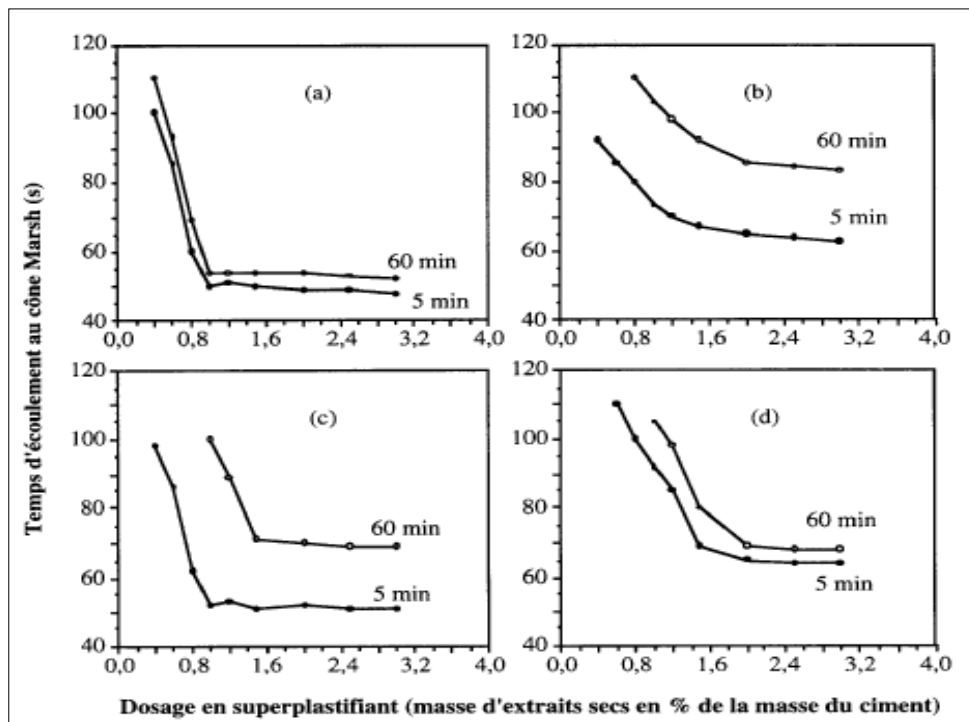 Temps d'écoulement au cône Marsh (s)
120
100
80
60
40
(a)
60 min
5 min
0,0 0,8 1,6 2,4 3,2 4,0
120
100
80
60
40
(b)
60 min
5 min
0,0 0,8 1,6 2,4 3,2 4,0
120
100
80
60
40
(c)
60 min
5 min
0,0 0,8 1,6 2,4 3,2 4,0
120
100
80
60
40
(d)
60 min
5 min
0,0 0,8 1,6 2,4 3,2 4,0
Dosage en superplastifiant (masse d'extraits secs en % de la masse du ciment)